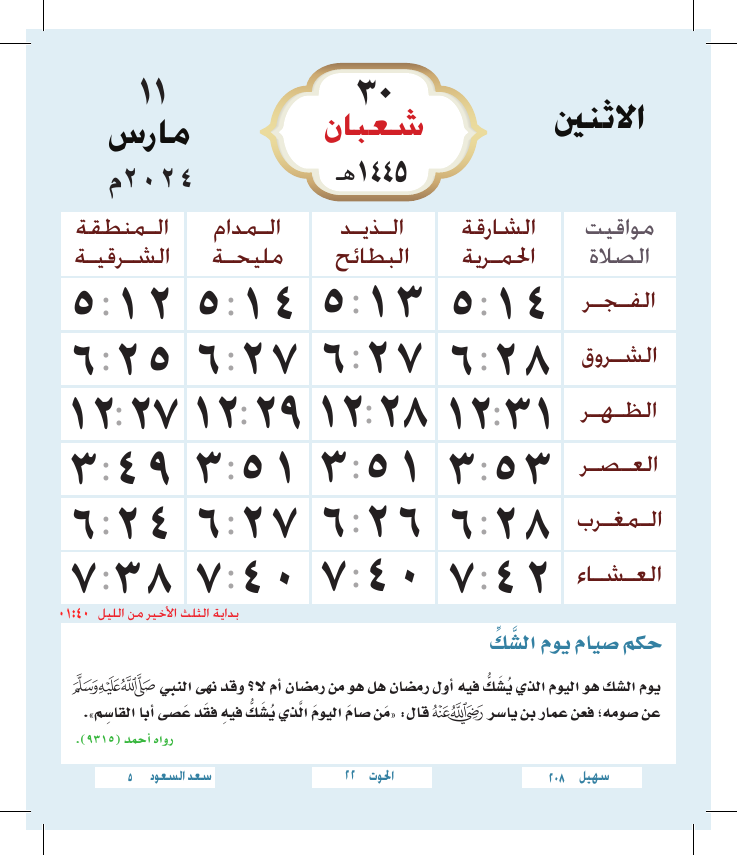 الاثنين
٣٠
شعبان
١٤٤٥هـ
١١
مارس
٢٠٢٤م
مواقيت الصلاة | الشارقة الحمرية | الذيد البطائح | المدام مليحة | المنطقة الشرقية
الفجر ٥:١٤ ٥:١٣ ٥:١٤ ٥:١٢
الشروق ٦:٢٨ ٦:٢٧ ٦:٢٧ ٦:٢٥
الظهر ١٢:٣١ ١٢:٢٨ ١٢:٢٩ ١٢:٢٧
العصر ٣:٥٣ ٣:٥١ ٣:٥١ ٣:٤٩
المغرب ٦:٢٨ ٦:٢٦ ٦:٢٧ ٦:٢٤
العشاء ٧:٤٢ ٧:٤٠ ٧:٤٠ ٧:٣٨
بداية الثلث الأخير من الليل ٠١:٤٠
حكم صيام يوم الشَّكِّ
يوم الشك هو اليوم الذي يُشَكُّ فيه أول رمضان هل هو من رمضان أم لا؟ وقد نهى النبي صَلَّى اللَّهُ عَلَيْهِ وَسَلَّمَ
عن صومه؛ فعن عمار بن ياسر رَضِيَ اللَّهُ عَنْهُ قال: «مَن صامَ اليومَ الَّذي يُشَكُّ فيهِ فقَد عَصى أبا القاسِمِ».
رواه أحمد (٩٣١٥).
سهيل ٢٠٨
الحوت ٢٢
سعد السعود ٥